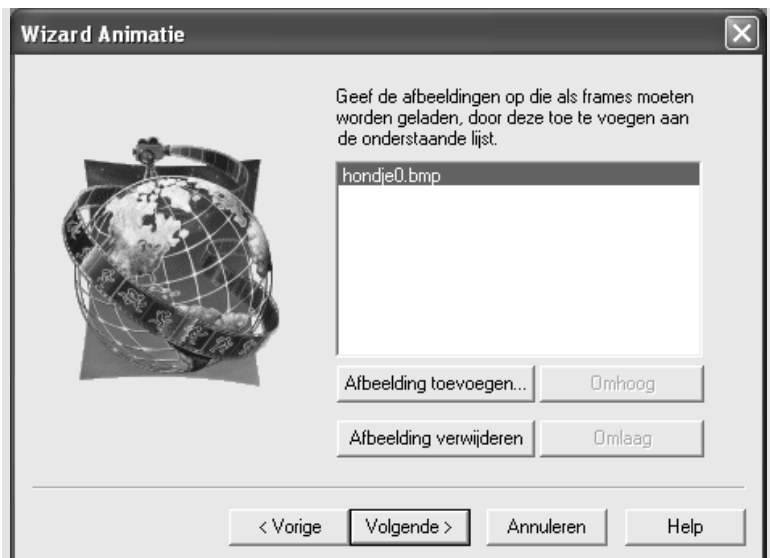 Wizard Animatie
Geef de afbeeldingen op die als frames moeten
worden geladen, door deze toe te voegen aan
de onderstaande lijst.
hondje0.bmp
Afbeelding toevoegen... Omhoog
Afbeelding verwijderen Omlaag
< Vorige Volgende > Annuleren Help